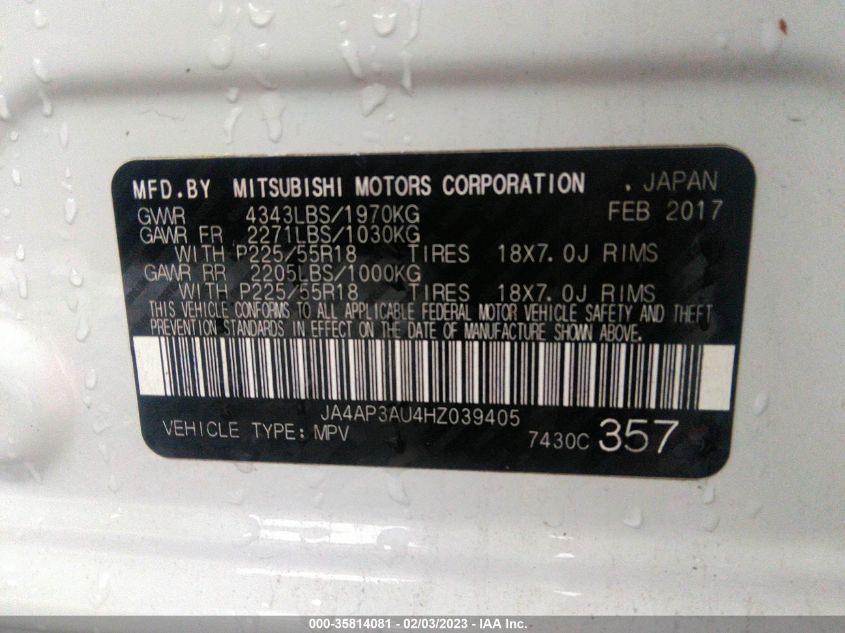 MFD.BY MITSUBISHI MOTORS CORPORATION . JAPAN
GVWR 4343LBS/1970KG FEB 2017
GAWR FR 2271LBS/1030KG
WITH P225/55R18 TIRES 18X7.0J RIMS
GAWR RR 2205LBS/1000KG
WITH P225/55R18 TIRES 18X7.0J RIMS
THIS VEHICLE CONFORMS TO ALL APPLICABLE FEDERAL MOTOR VEHICLE SAFETY AND THEFT
PREVENTION STANDARDS IN EFFECT ON THE DATE OF MANUFACTURE SHOWN ABOVE.
JA4AP3AU4HZ039405
VEHICLE TYPE: MPV 7430C 357
000-35814081 - 02/03/2023 - IAA Inc.